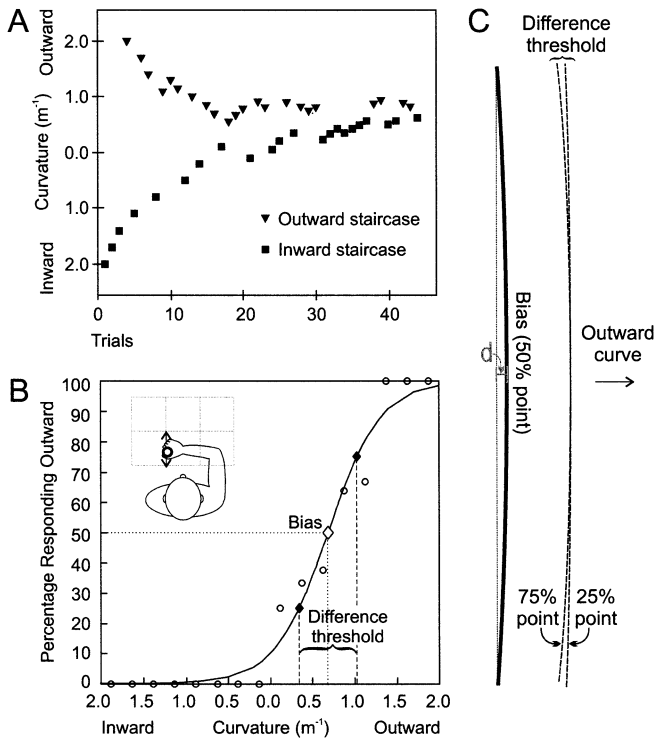 A
Outward
Curvature (m⁻¹)
Inward
2.0
1.0
0.0
1.0
2.0
Outward staircase
Inward staircase
0 10 20 30 40
Trials
B
Percentage Responding Outward
100
90
80
70
60
50
40
30
20
10
0
Bias
Difference
threshold
2.0 1.5 1.0 0.5 0.0 0.5 1.0 1.5 2.0
Inward Curvature (m⁻¹) Outward
C
Difference
threshold
d
Bias (50% point)
Outward
curve
75%
point
25%
point